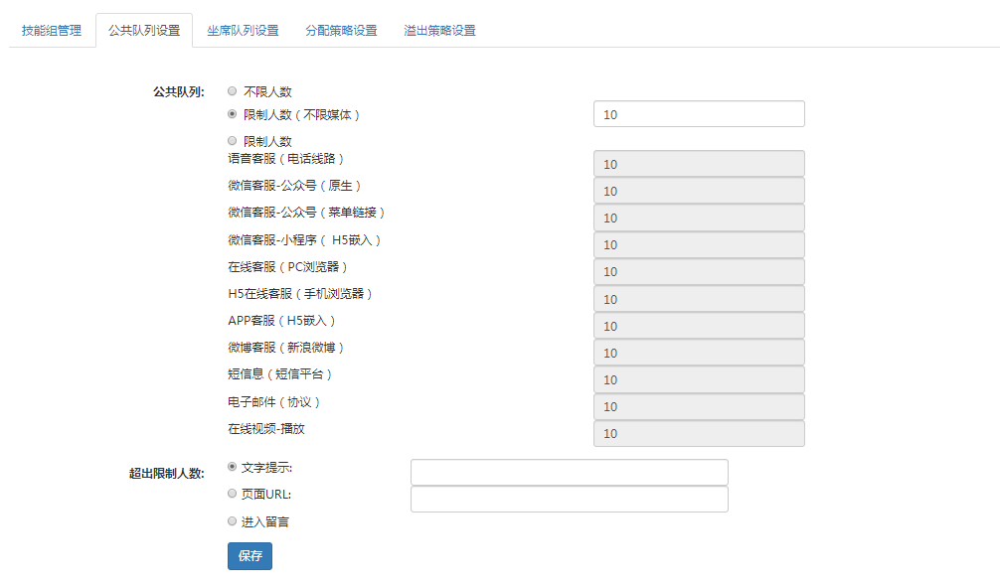 技能组管理 公共队列设置 坐席队列设置 分配策略设置 溢出策略设置
公共队列: 不限人数
限制人数（不限媒体） 10
限制人数
语音客服（电话线路） 10
微信客服-公众号（原生） 10
微信客服-公众号（菜单链接） 10
微信客服-小程序（ H5嵌入） 10
在线客服（PC浏览器） 10
H5在线客服（手机浏览器） 10
APP客服（H5嵌入） 10
微博客服（新浪微博） 10
短信息（短信平台） 10
电子邮件（协议） 10
在线视频-播放 10
超出限制人数: 文字提示:
页面URL:
进入留言
保存